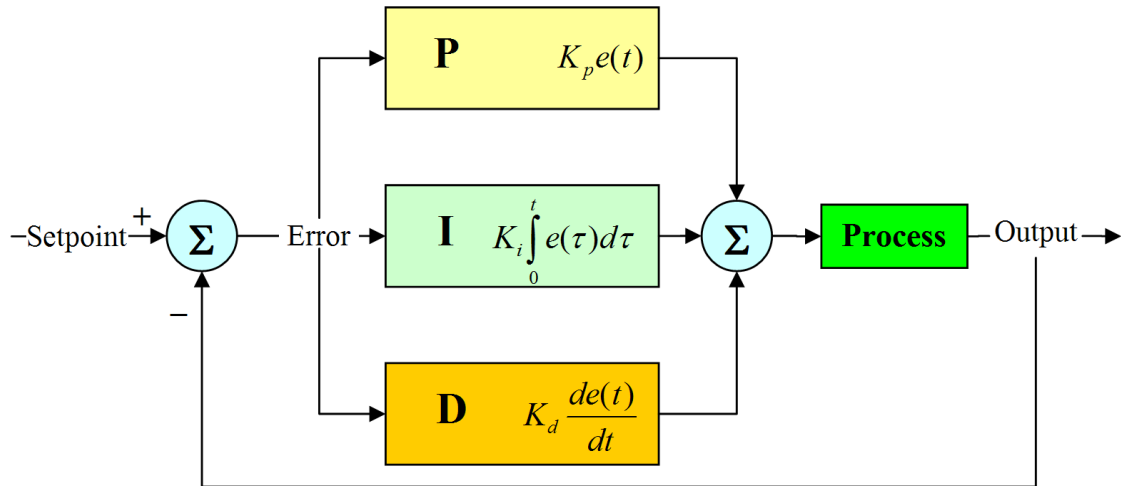 P K_p e(t)
Setpoint + Σ Error I K_i ∫_0^t e(τ)dτ Σ Process Output
−
D K_d de(t)/dt